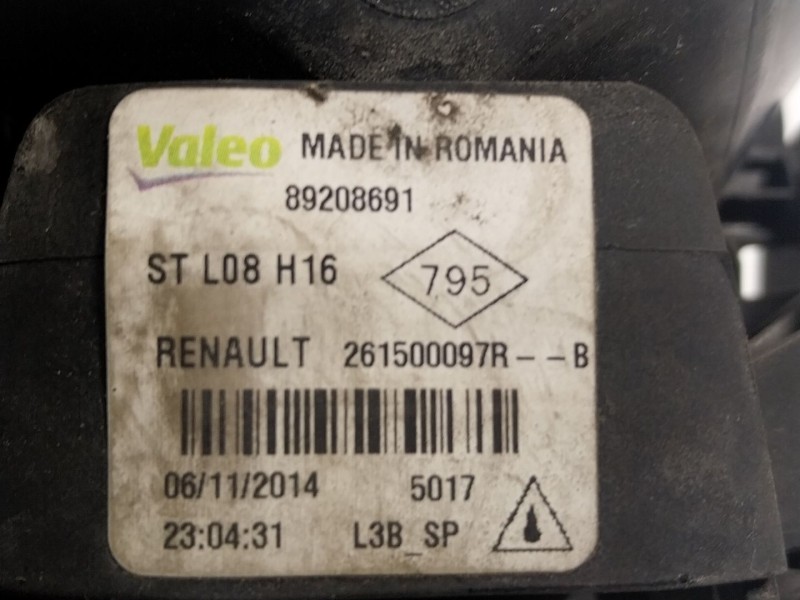 Valeo MADE IN ROMANIA
89208691
ST L08 H16 795
RENAULT 261500097R--B
06/11/2014 5017
23:04:31 L3B_SP